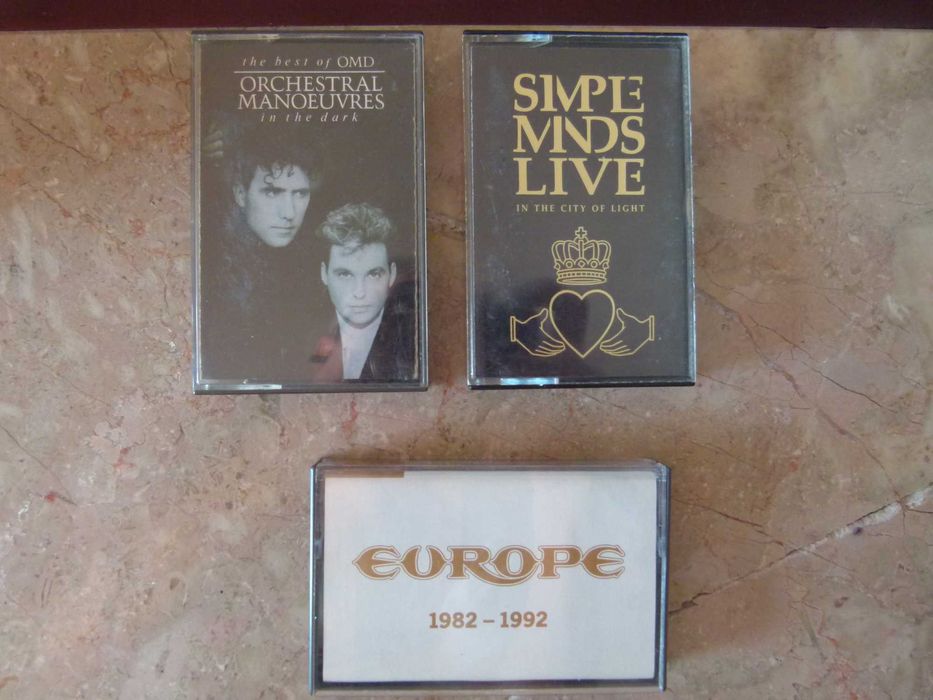 the best of OMD
ORCHESTRAL
MANOEUVRES
in the dark
SIMPLE
MINDS
LIVE
IN THE CITY OF LIGHT
EUROPE
1982 – 1992